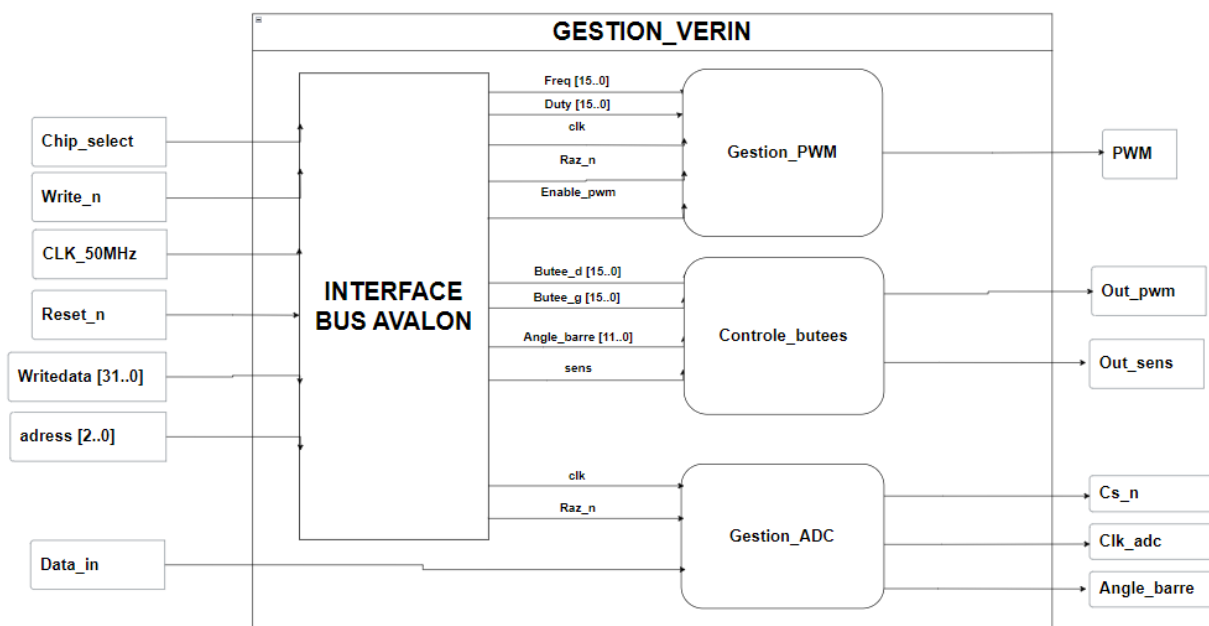 GESTION_VERIN
Chip_select
Write_n
CLK_50MHz
Reset_n
Writedata [31..0]
adress [2..0]
Data_in
INTERFACE
BUS AVALON
Freq [15..0]
Duty [15..0]
clk
Raz_n
Enable_pwm
Butee_d [15..0]
Butee_g [15..0]
Angle_barre [11..0]
sens
clk
Raz_n
Gestion_PWM
Controle_butees
Gestion_ADC
PWM
Out_pwm
Out_sens
Cs_n
Clk_adc
Angle_barre